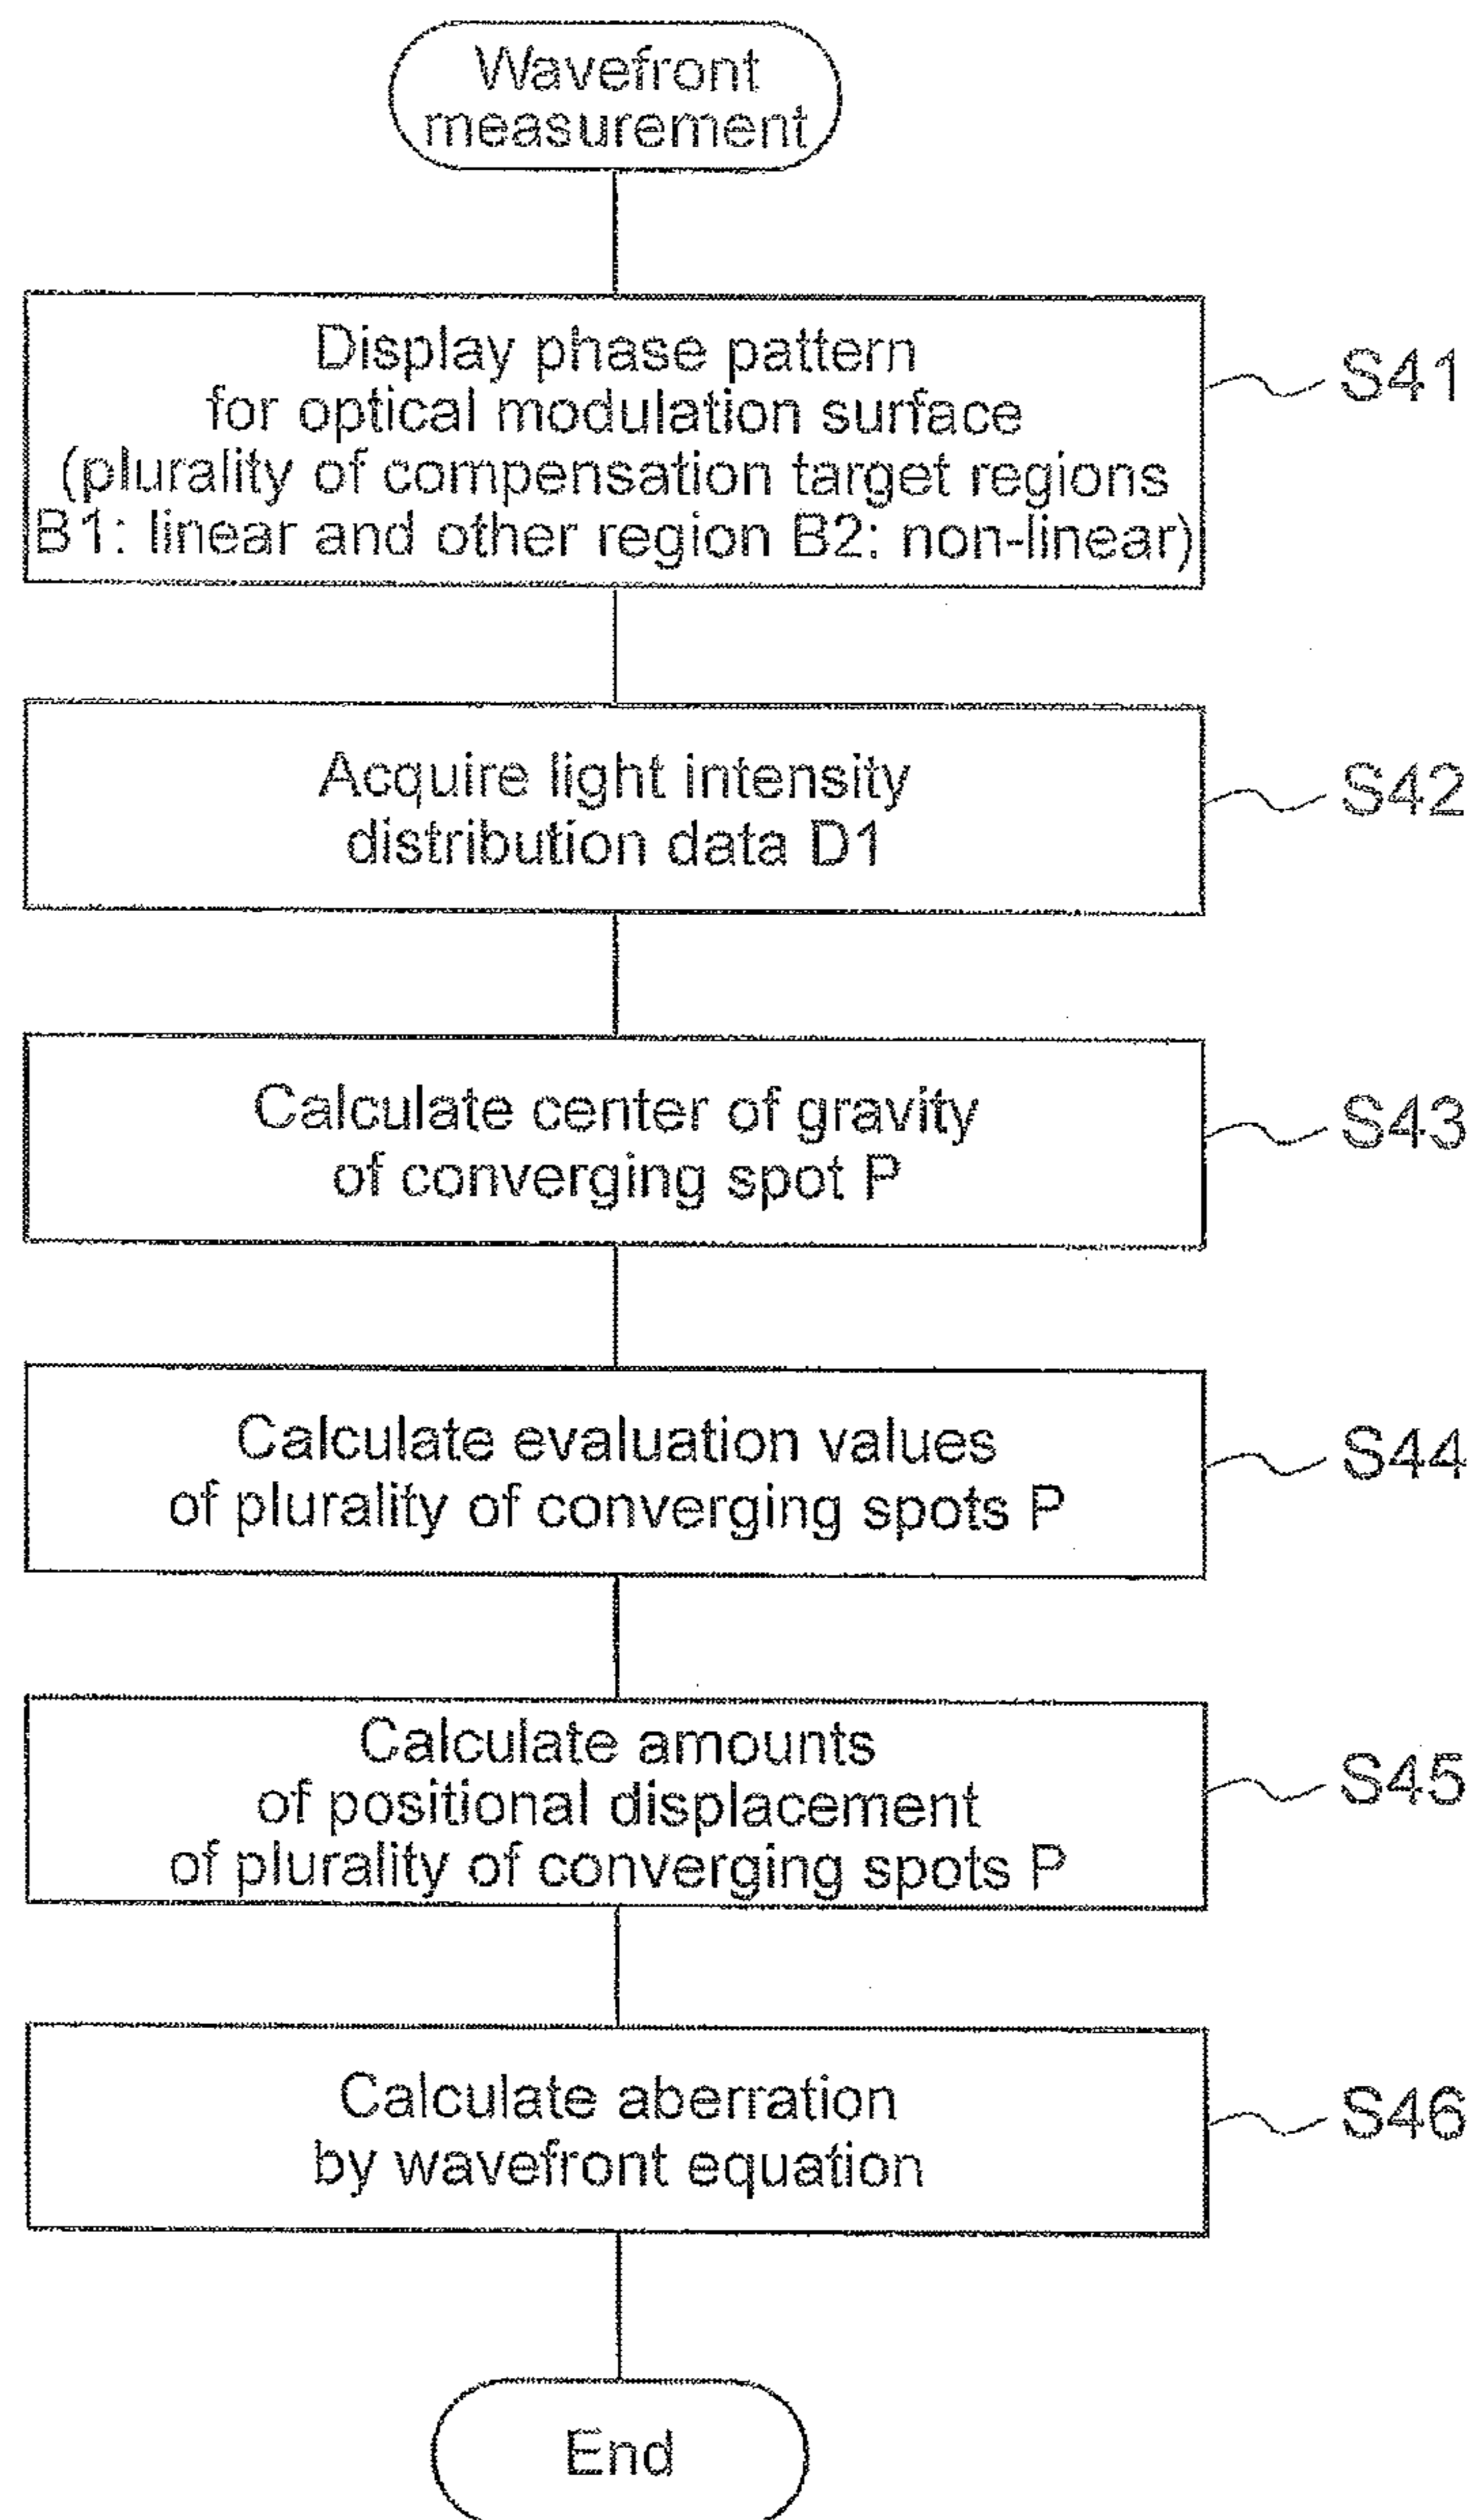 Wavefront
measurement
Display phase pattern
for optical modulation surface
(plurality of compensation target regions
B1: linear and other region B2: non-linear)
S41
Acquire light intensity
distribution data D1
S42
Calculate center of gravity
of converging spot P
S43
Calculate evaluation values
of plurality of converging spots P
S44
Calculate amounts
of positional displacement
of plurality of converging spots P
S45
Calculate aberration
by wavefront equation
S46
End